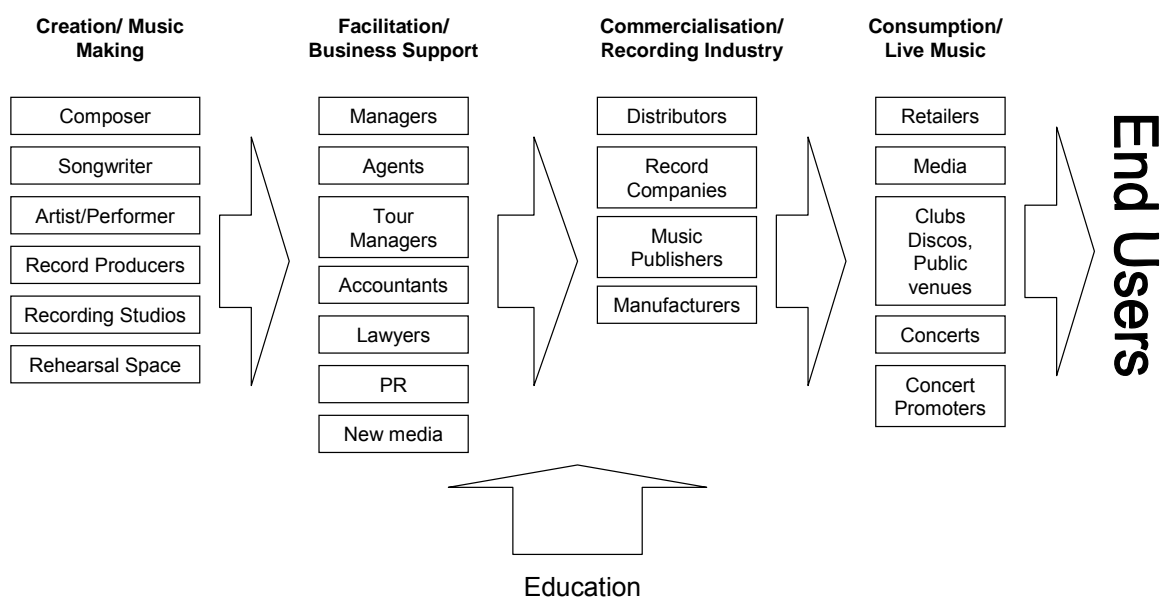 Creation/ Music
Making
Facilitation/
Business Support
Commercialisation/
Recording Industry
Consumption/
Live Music
Composer
Songwriter
Artist/Performer
Record Producers
Recording Studios
Rehearsal Space
Managers
Agents
Tour
Managers
Accountants
Lawyers
PR
New media
Distributors
Record
Companies
Music
Publishers
Manufacturers
Retailers
Media
Clubs
Discos,
Public
venues
Concerts
Concert
Promoters
End Users
Education